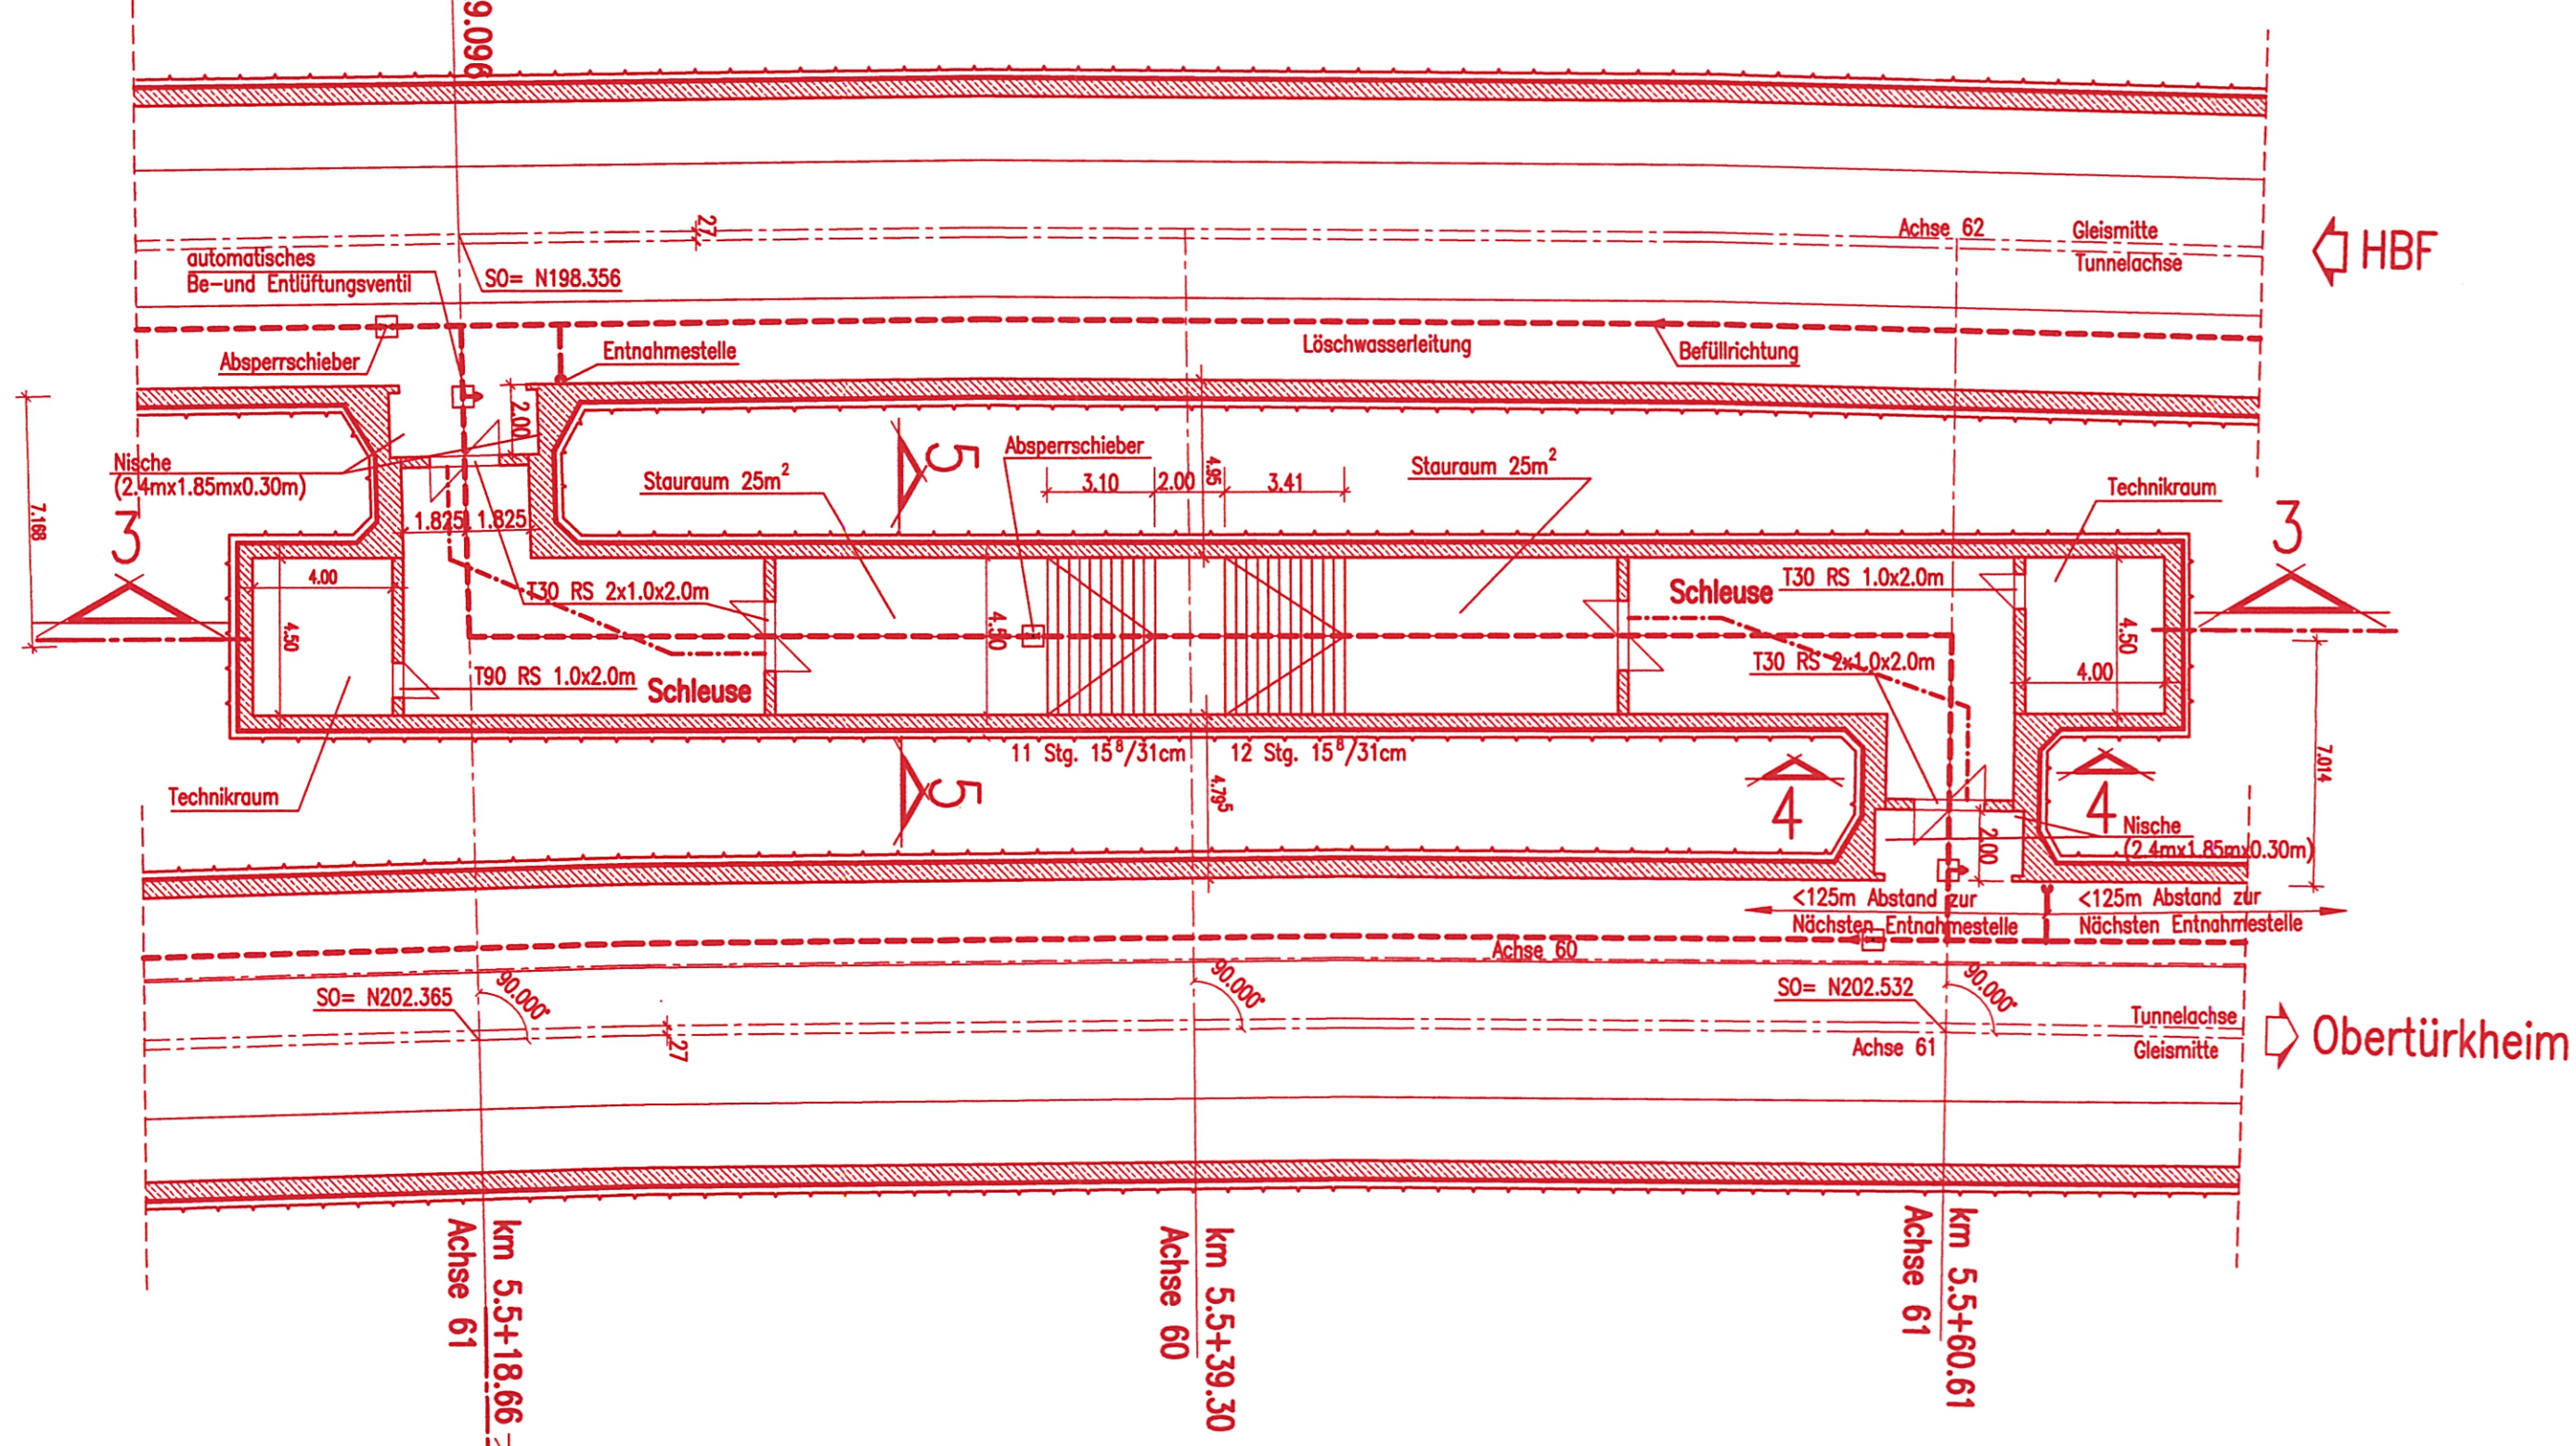 9.096
27
Achse 62
Gleismitte
Tunnelachse
HBF
automatisches
Be-und Entlüftungsventil
SO= N198.356
Absperrschieber
Entnahmestelle
Löschwasserleitung
Befüllrichtung
2.00
7.168
Nische
(2.4mx1.85mx0.30m)
3
1.825
1.825
Stauraum 25m²
5
Absperrschieber
3.10
2.00
4.95
3.41
Stauraum 25m²
Technikraum
3
4.00
4.50
T30 RS 2x1.0x2.0m
T90 RS 1.0x2.0m
Schleuse
4.50
Schleuse
T30 RS 1.0x2.0m
T30 RS 2x1.0x2.0m
4.50
4.00
Technikraum
5
11 Stg. 15⁸/31cm
12 Stg. 15⁸/31cm
4.79⁵
4
4
7.014
2.00
Nische
(2.4mx1.85mx0.30m)
<125m Abstand zur
Nächsten Entnahmestelle
<125m Abstand zur
Nächsten Entnahmestelle
Achse 60
SO= N202.365
90.000°
27
90.000°
SO= N202.532
90.000°
Achse 61
Tunnelachse
Gleismitte
Obertürkheim
km 5.5+18.66
Achse 61
km 5.5+39.30
Achse 60
km 5.5+60.61
Achse 61